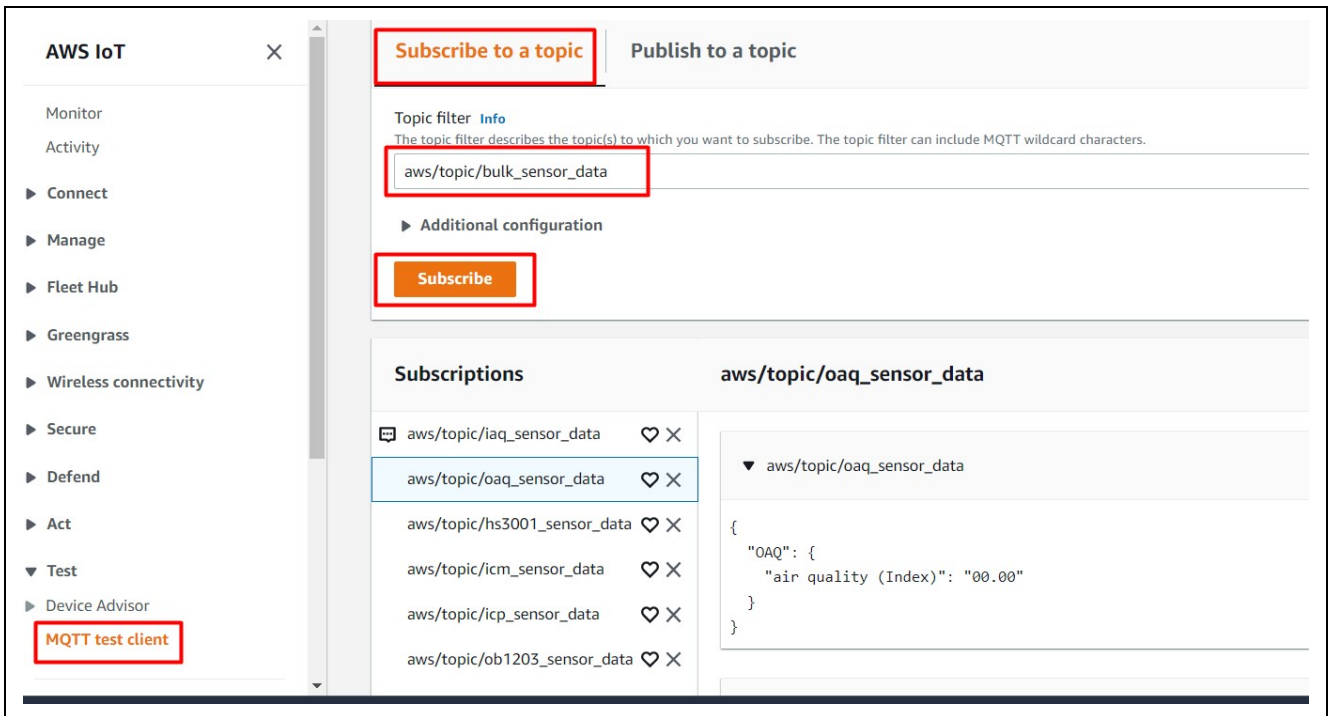 AWS IoT
Monitor
Activity
Connect
Manage
Fleet Hub
Greengrass
Wireless connectivity
Secure
Defend
Act
Test
Device Advisor
MQTT test client
Subscribe to a topic
Publish to a topic
Topic filter Info
The topic filter describes the topic(s) to which you want to subscribe. The topic filter can include MQTT wildcard characters.
aws/topic/bulk_sensor_data
Additional configuration
Subscribe
Subscriptions
aws/topic/iaq_sensor_data
aws/topic/oaq_sensor_data
aws/topic/hs3001_sensor_data
aws/topic/icm_sensor_data
aws/topic/icp_sensor_data
aws/topic/ob1203_sensor_data
aws/topic/oaq_sensor_data
aws/topic/oaq_sensor_data
{
"OAQ": {
"air quality (Index)": "00.00"
}
}